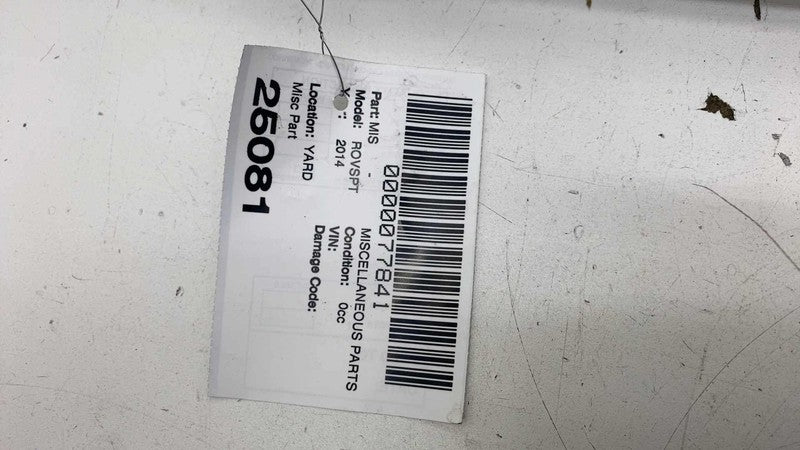 0000077841
Part: MIS - MISCELLANEOUS PARTS
Model: ROVSPT Condition: 0cc
2014 VIN:
Damage Code:
Location: YARD
Misc Part
25081